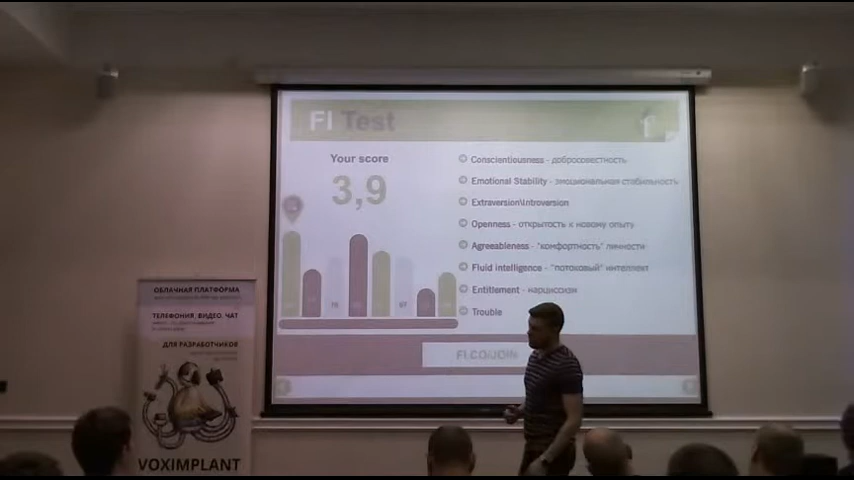 FI Test
Your score
3,9
Conscientiousness - добросовестность
Emotional Stability - эмоциональная стабильность
Extraversion\Introversion
Openness - открытость к новому опыту
Agreeableness - "комфортность" личности
Fluid intelligence - "потоковый" интеллект
Entitlement - нарциссизм
Trouble
FI.CO/JOIN
ОБЛАЧНАЯ ПЛАТФОРМА
ТЕЛЕФОНИЯ, ВИДЕО, ЧАТ
ДЛЯ РАЗРАБОТЧИКОВ
VOXIMPLANT